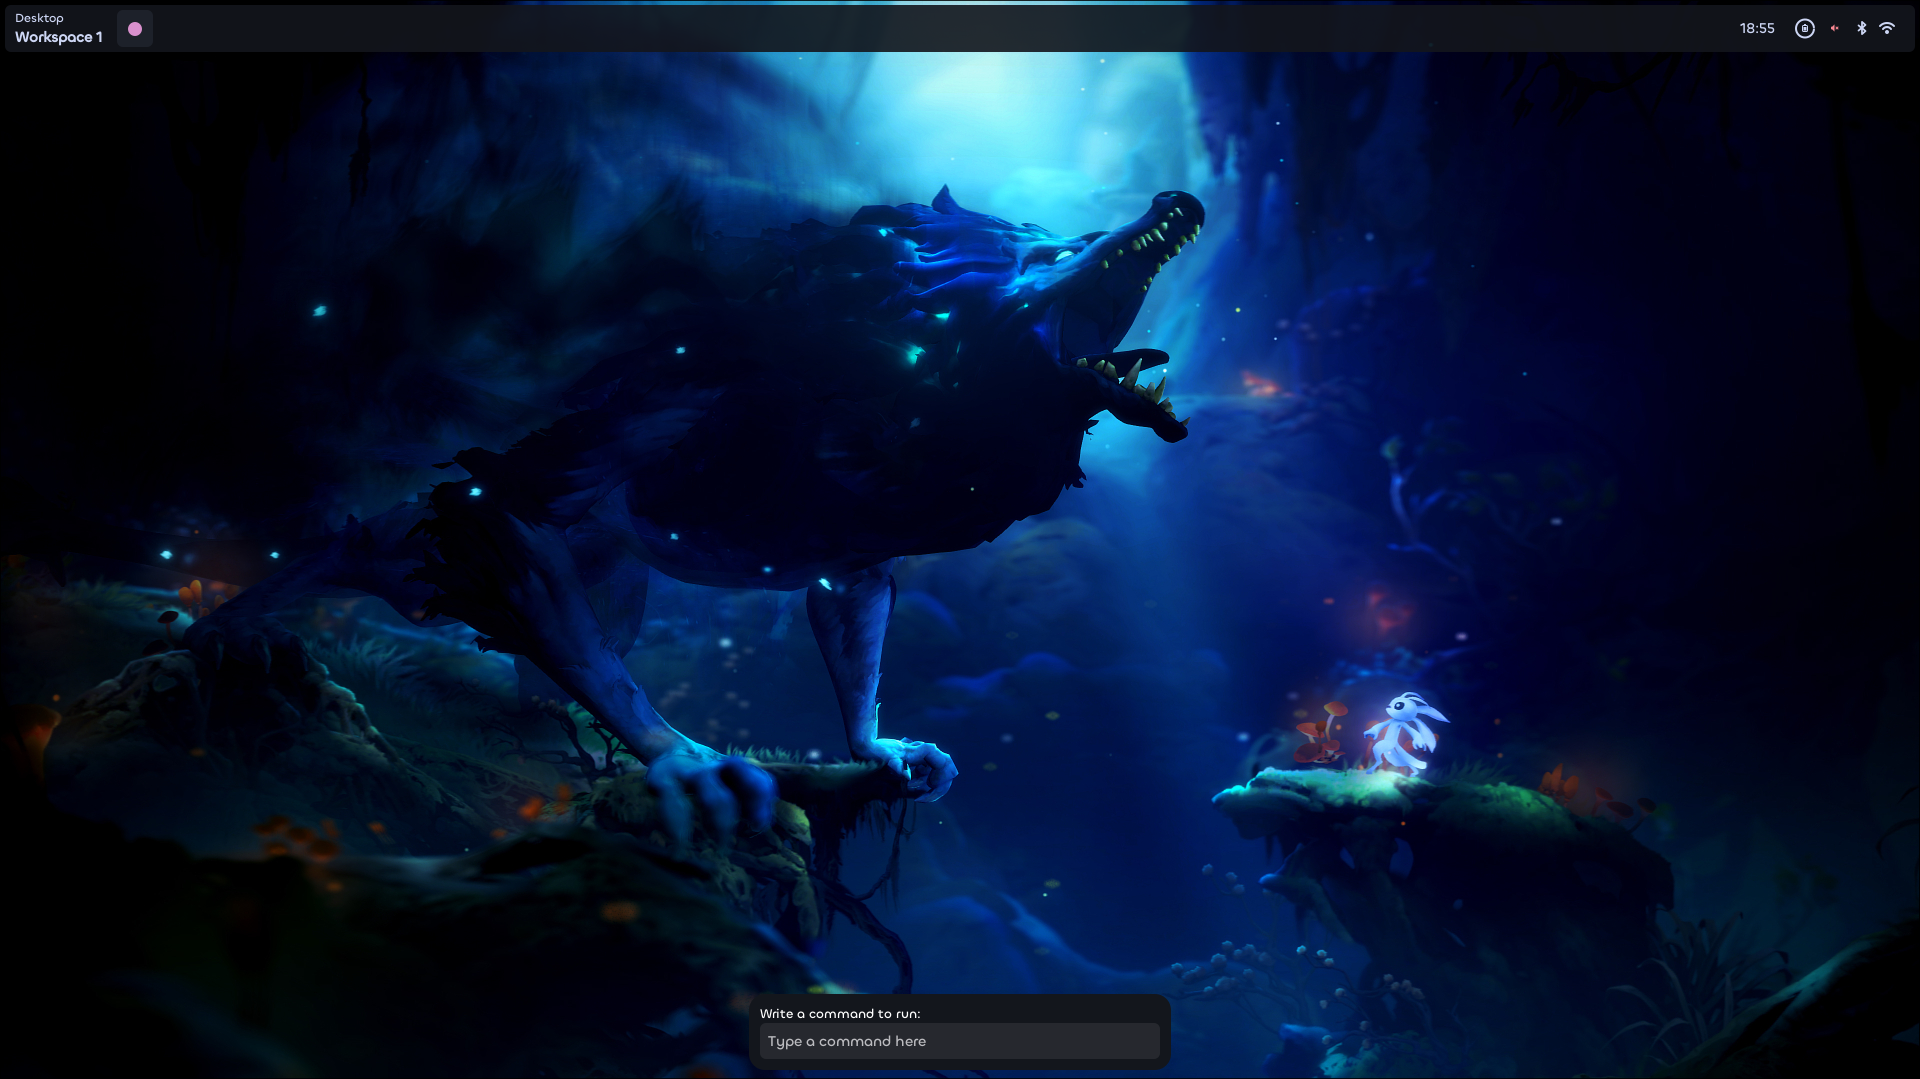 Desktop
Workspace 1
18:55
Write a command to run:
Type a command here